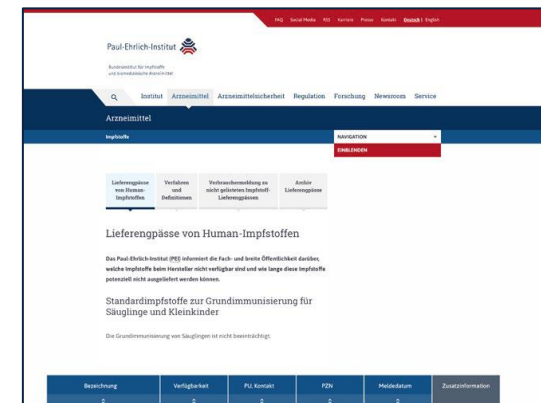 FAQ Social Media PEI Karriere Presse Kontakt Deutsch | English
Paul-Ehrlich-Institut
Bundesinstitut für Impfstoffe
und biomedizinische Arzneimittel
Institut Arzneimittel Arzneimittelsicherheit Regulation Forschung Newsroom Service
Arzneimittel
Impfstoffe
NAVIGATION
EINBLENDEN
Lieferengpässe von Human-Impfstoffen
Verfahren und Definitionen
Verbrauchermeldung zu nicht gelisteten Impfstoff-Lieferengpässen
Archiv Lieferengpässe
Lieferengpässe von Human-Impfstoffen
Das Paul-Ehrlich-Institut (PEI) informiert die Fach- und breite Öffentlichkeit darüber,
welche Impfstoffe beim Hersteller nicht verfügbar sind und wie lange diese Impfstoffe
potenziell nicht ausgeliefert werden können.
Standardimpfstoffe zur Grundimmunisierung für
Säuglinge und Kleinkinder
Die Grundimmunisierung von Säuglingen ist nicht beeinträchtigt.
Bezeichnung Verfügbarkeit PU, Kontakt PZN Meldedatum Zusatzinformation